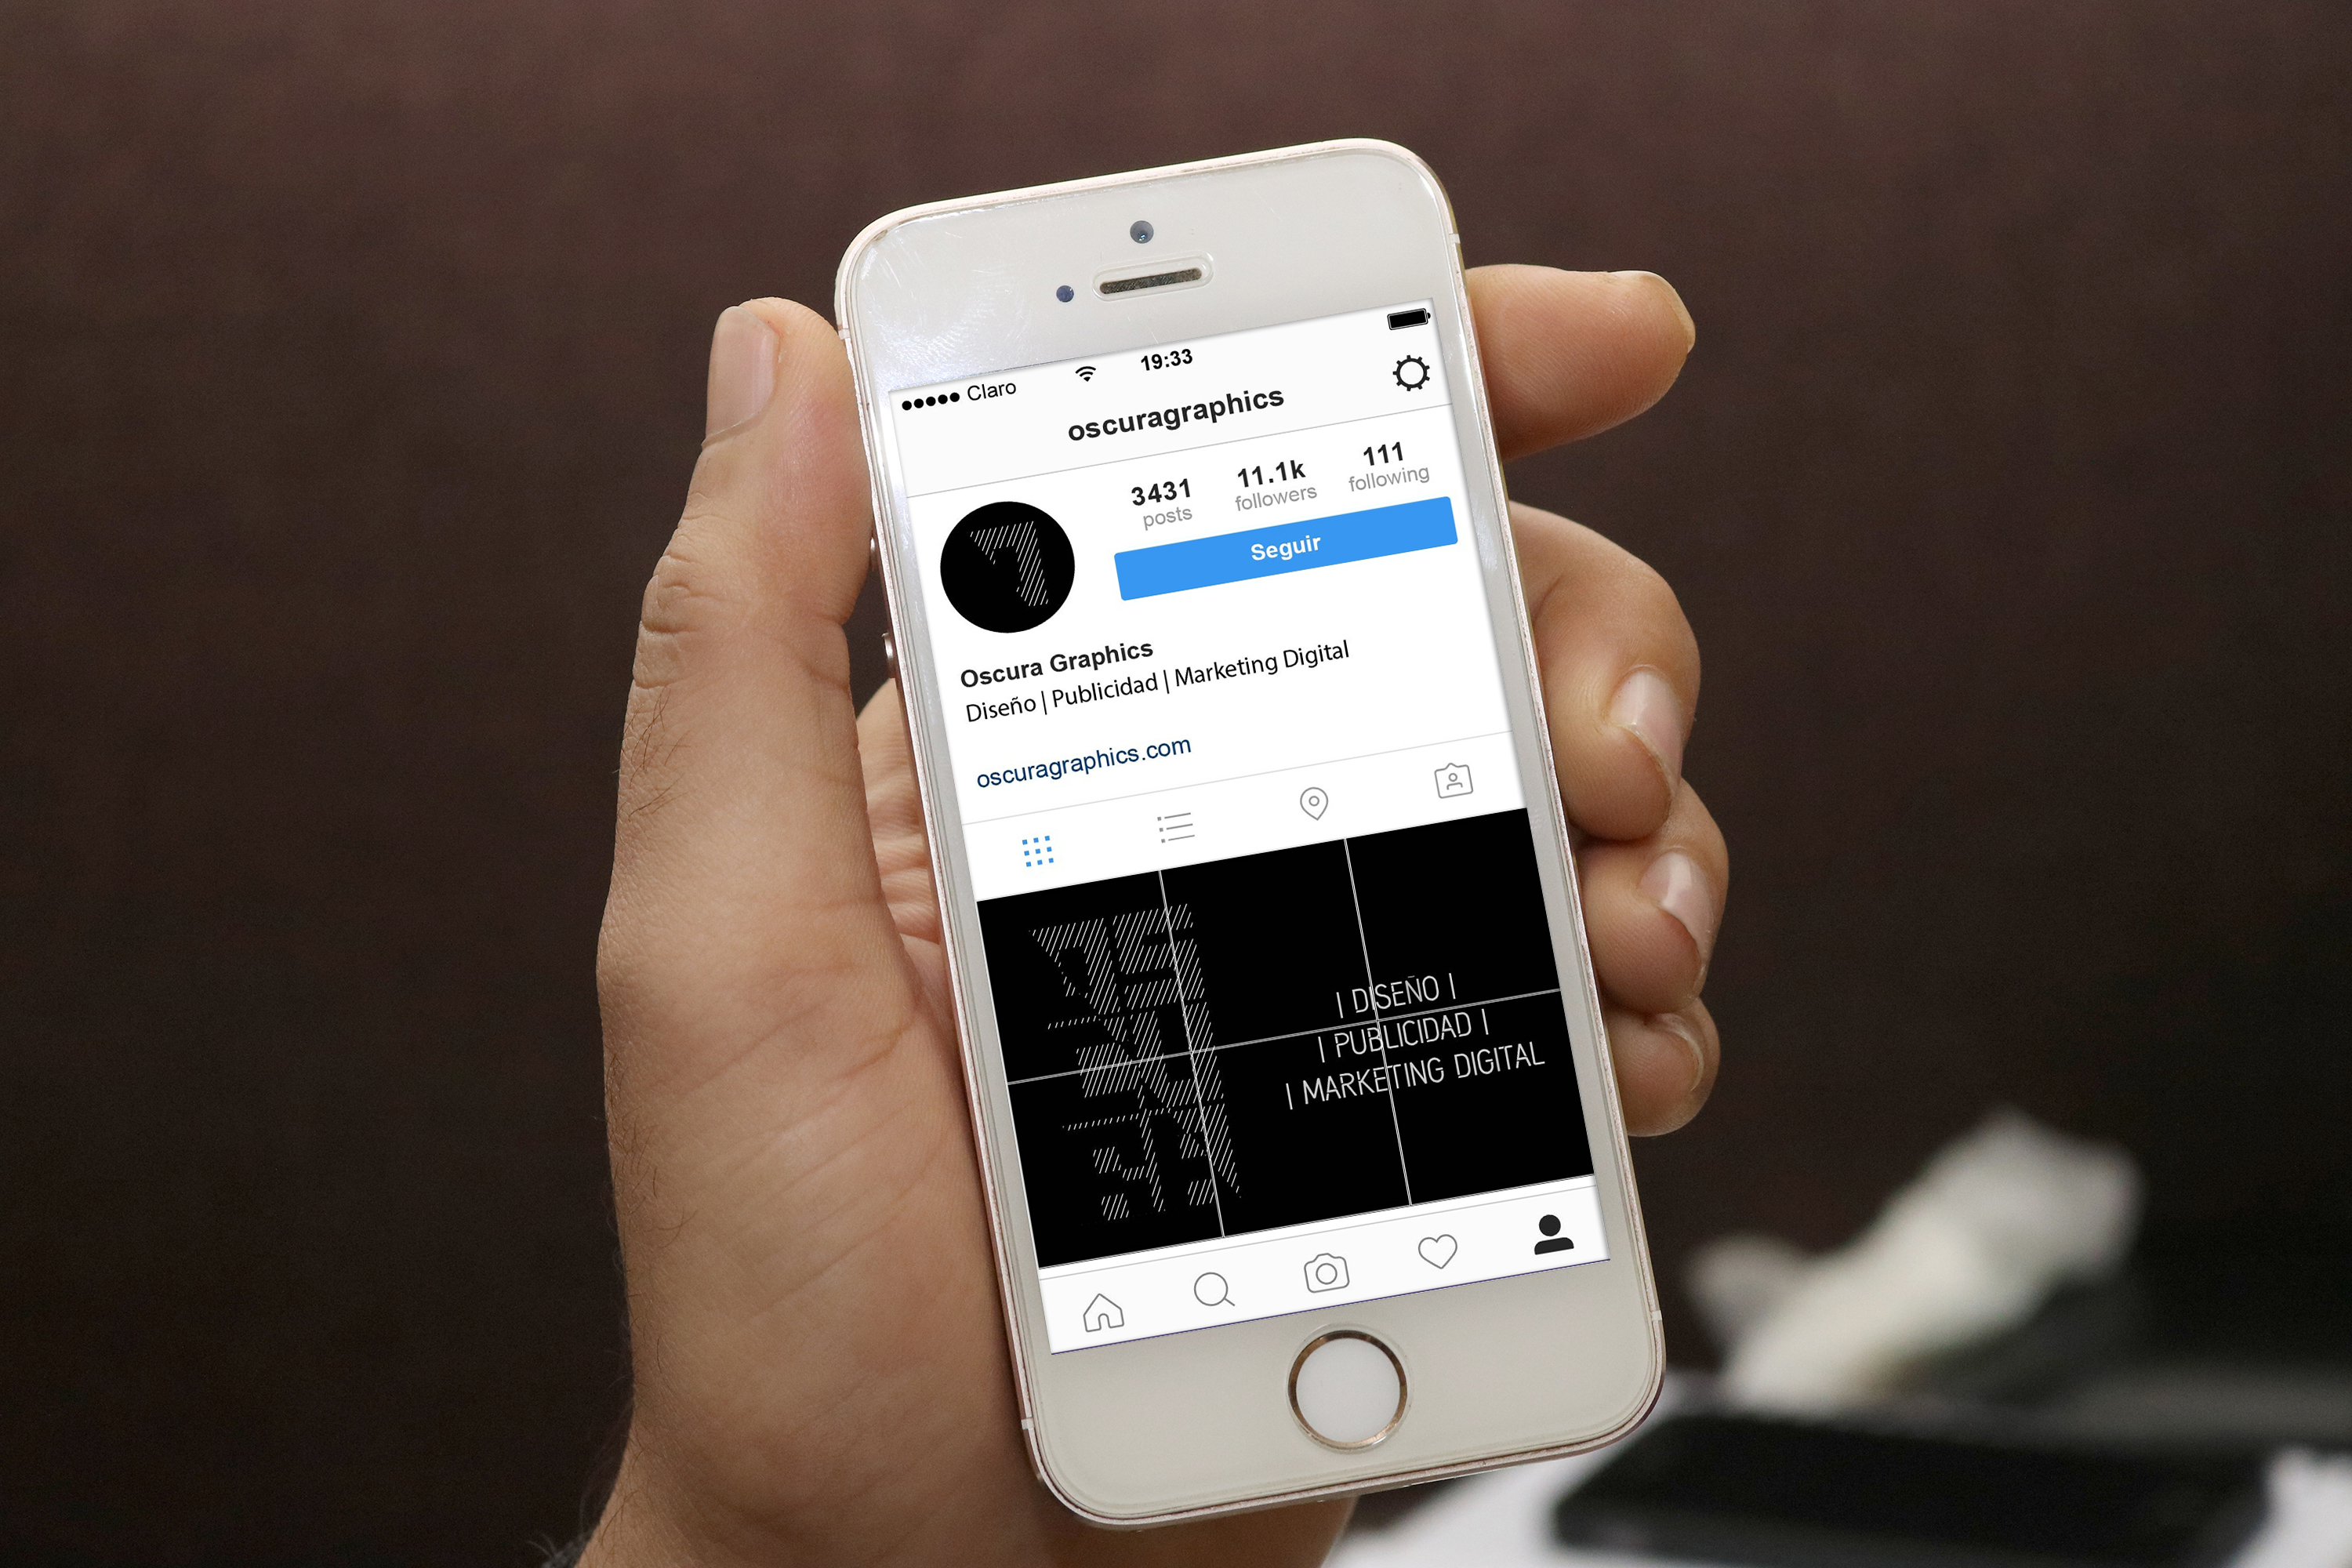 ●●●●● Claro 19:33
oscuragraphics
3431 11.1k 111
posts followers following
Seguir
Oscura Graphics
Diseño | Publicidad | Marketing Digital
oscuragraphics.com
| DISEÑO |
| PUBLICIDAD |
| MARKETING DIGITAL